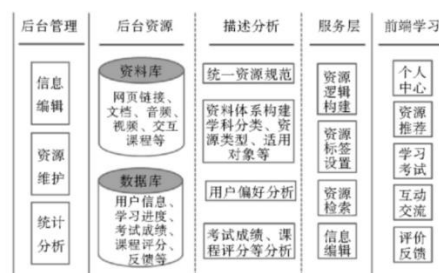 后台管理
信息
编辑
资源
维护
统计
分析
后台资源
资料库
网页链接、
文档、音频、
视频、交互
课程等
数据库
用户信息、
学习进度、
考试成绩、
课程评分、
反馈等
描述分析
统一资源规范
资料体系构建
学科分类、资
源类型、适用
对象等
用户偏好分析
考试成绩、课
程评分等分析
服务层
资源
逻辑
构建
资源
标签
设置
资源
检索
信息
编辑
前端学习
个人
中心
资源
推荐
学习
考试
互动
交流
评价
反馈